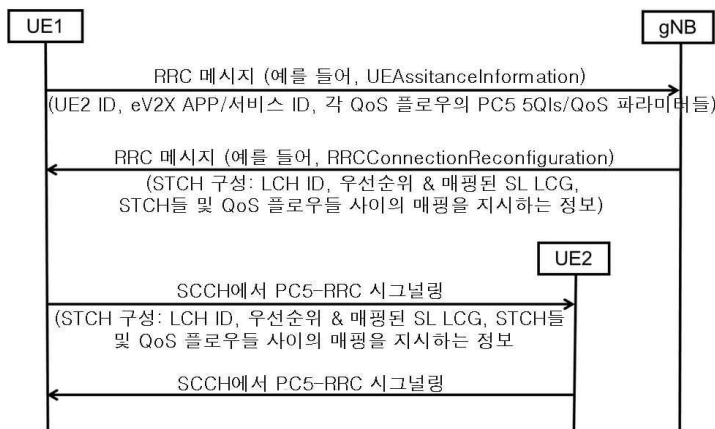 UE1
gNB
RRC 메시지 (예를 들어, UEAssitanceInformation)
(UE2 ID, eV2X APP/서비스 ID, 각 QoS 플로우의 PC5 5QIs/QoS 파라미터들)
RRC 메시지 (예를 들어, RRCConnectionReconfiguration)
(STCH 구성: LCH ID, 우선순위 & 매핑된 SL LCG,
STCH들 및 QoS 플로우들 사이의 매핑을 지시하는 정보)
UE2
SCCH에서 PC5-RRC 시그널링
(STCH 구성: LCH ID, 우선순위 & 매핑된 SL LCG, STCH들
및 QoS 플로우들 사이의 매핑을 지시하는 정보
SCCH에서 PC5-RRC 시그널링